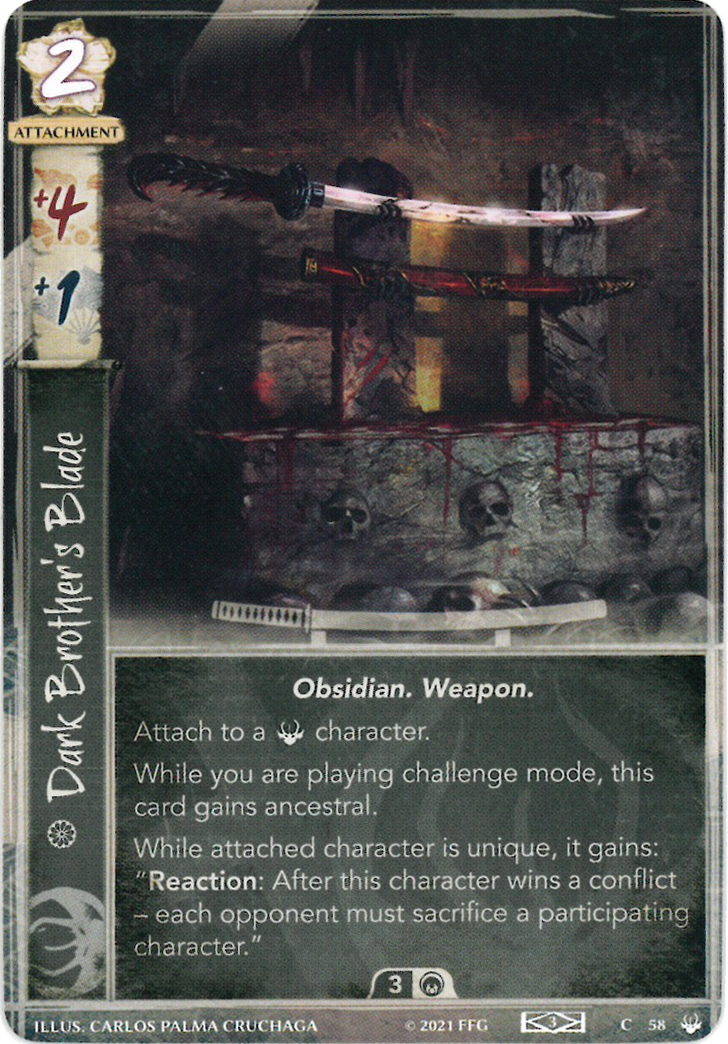 2
ATTACHMENT
+4
+1
Dark Brother's Blade
Obsidian. Weapon.
Attach to a character.
While you are playing challenge mode, this
card gains ancestral.
While attached character is unique, it gains:
"Reaction: After this character wins a conflict
– each opponent must sacrifice a participating
character."
3
ILLUS. CARLOS PALMA CRUCHAGA © 2021 FFG 3 C 58